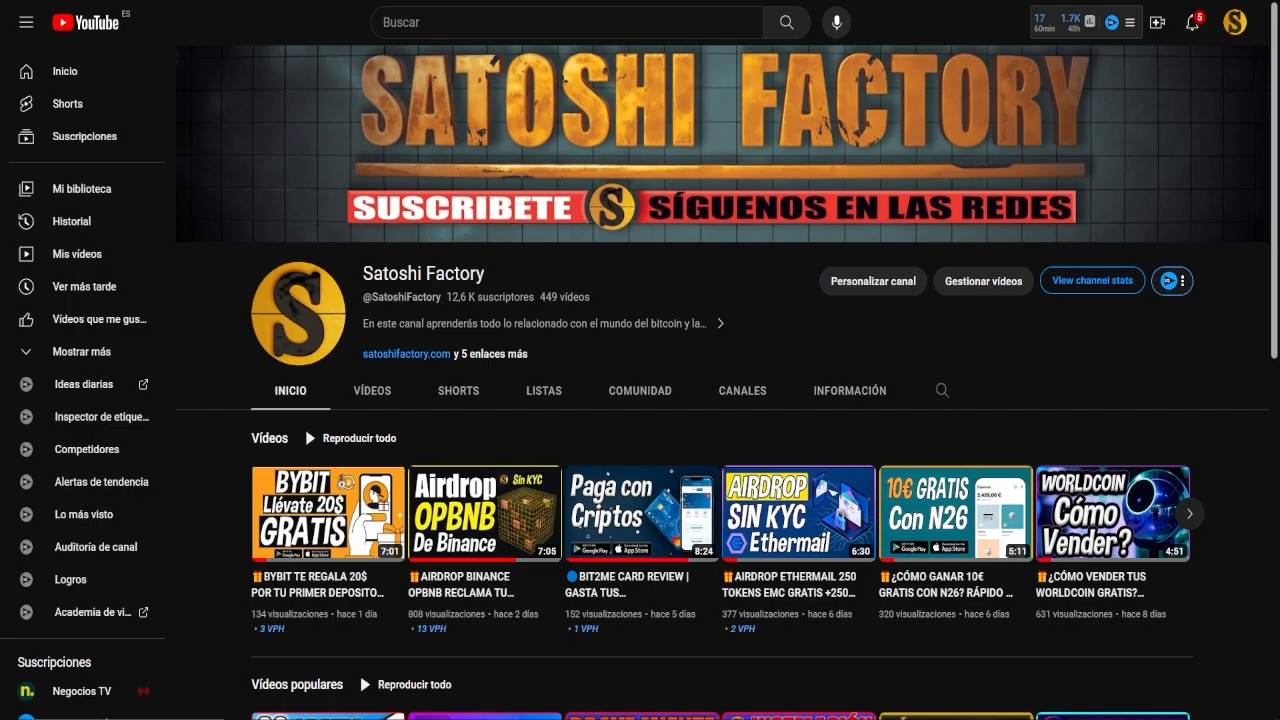 YouTube ES
Buscar
17
60min
1.7K
48h
5
Inicio
Shorts
Suscripciones
Mi biblioteca
Historial
Mis vídeos
Ver más tarde
Vídeos que me gus...
Mostrar más
Ideas diarias
Inspector de etique...
Competidores
Alertas de tendencia
Lo más visto
Auditoría de canal
Logros
Academia de vi...
Suscripciones
Negocios TV
SATOSHI FACTORY
SUSCRIBETE S SÍGUENOS EN LAS REDES
Satoshi Factory
@SatoshiFactory 12,6 K suscriptores 449 vídeos
En este canal aprenderás todo lo relacionado con el mundo del bitcoin y la...
satoshifactory.com y 5 enlaces más
Personalizar canal
Gestionar vídeos
View channel stats
INICIO VÍDEOS SHORTS LISTAS COMUNIDAD CANALES INFORMACIÓN
Vídeos Reproducir todo
BYBIT
Llévate 20$
GRATIS
7:01
BYBIT TE REGALA 20$
POR TU PRIMER DEPOSITO...
134 visualizaciones • hace 1 día
• 3 VPH
Airdrop Sin KYC
OPBNB
De Binance
7:05
AIRDROP BINANCE
OPBNB RECLAMA TU...
808 visualizaciones • hace 2 días
• 13 VPH
Paga con
Criptos
Google Play App Store
8:24
BIT2ME CARD REVIEW |
GASTA TUS...
152 visualizaciones • hace 5 días
• 1 VPH
AIRDROP
SIN KYC
Ethermail
6:30
AIRDROP ETHERMAIL 250
TOKENS EMC GRATIS +250...
377 visualizaciones • hace 6 días
• 2 VPH
10€ GRATIS
Con N26
2.429,00 €
Google Play App Store
5:11
¿CÓMO GANAR 10€
GRATIS CON N26? RÁPIDO ...
320 visualizaciones • hace 6 días
WORLDCOIN
Cómo
Vender?
4:51
¿CÓMO VENDER TUS
WORLDCOIN GRATIS?...
631 visualizaciones • hace 8 días
Vídeos populares Reproducir todo